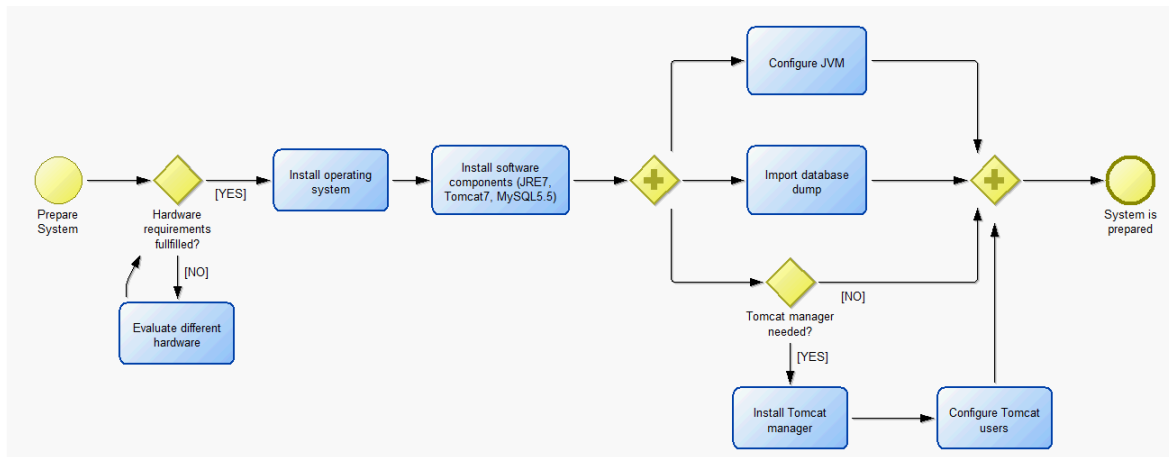 Prepare
System
Hardware
requirements
fullfilled?
[YES]
[NO]
Evaluate different
hardware
Install operating
system
Install software
components (JRE7,
Tomcat7, MySQL5.5)
Configure JVM
Import database
dump
Tomcat manager
needed?
[NO]
[YES]
Install Tomcat
manager
Configure Tomcat
users
System is
prepared